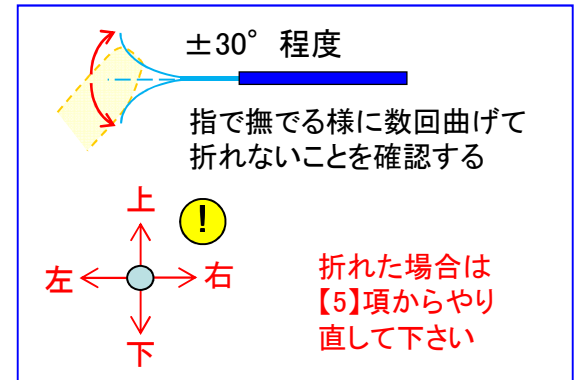 ±30°程度
指で撫でる様に数回曲げて
折れないことを確認する
上
!
左
右
下
折れた場合は
【5】項からやり
直して下さい